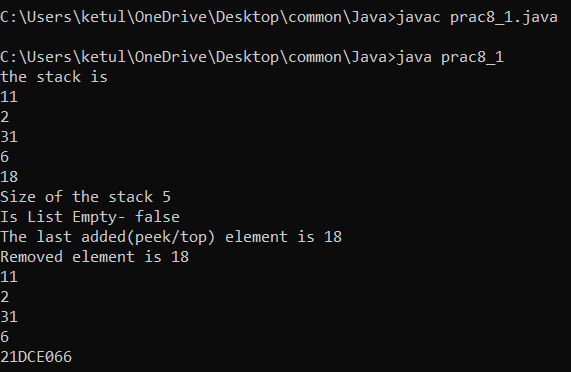 C:\Users\ketul\OneDrive\Desktop\common\Java>javac prac8_1.java
C:\Users\ketul\OneDrive\Desktop\common\Java>java prac8_1
the stack is
11
2
31
6
18
Size of the stack 5
Is List Empty- false
The last added(peek/top) element is 18
Removed element is 18
11
2
31
6
21DCE066